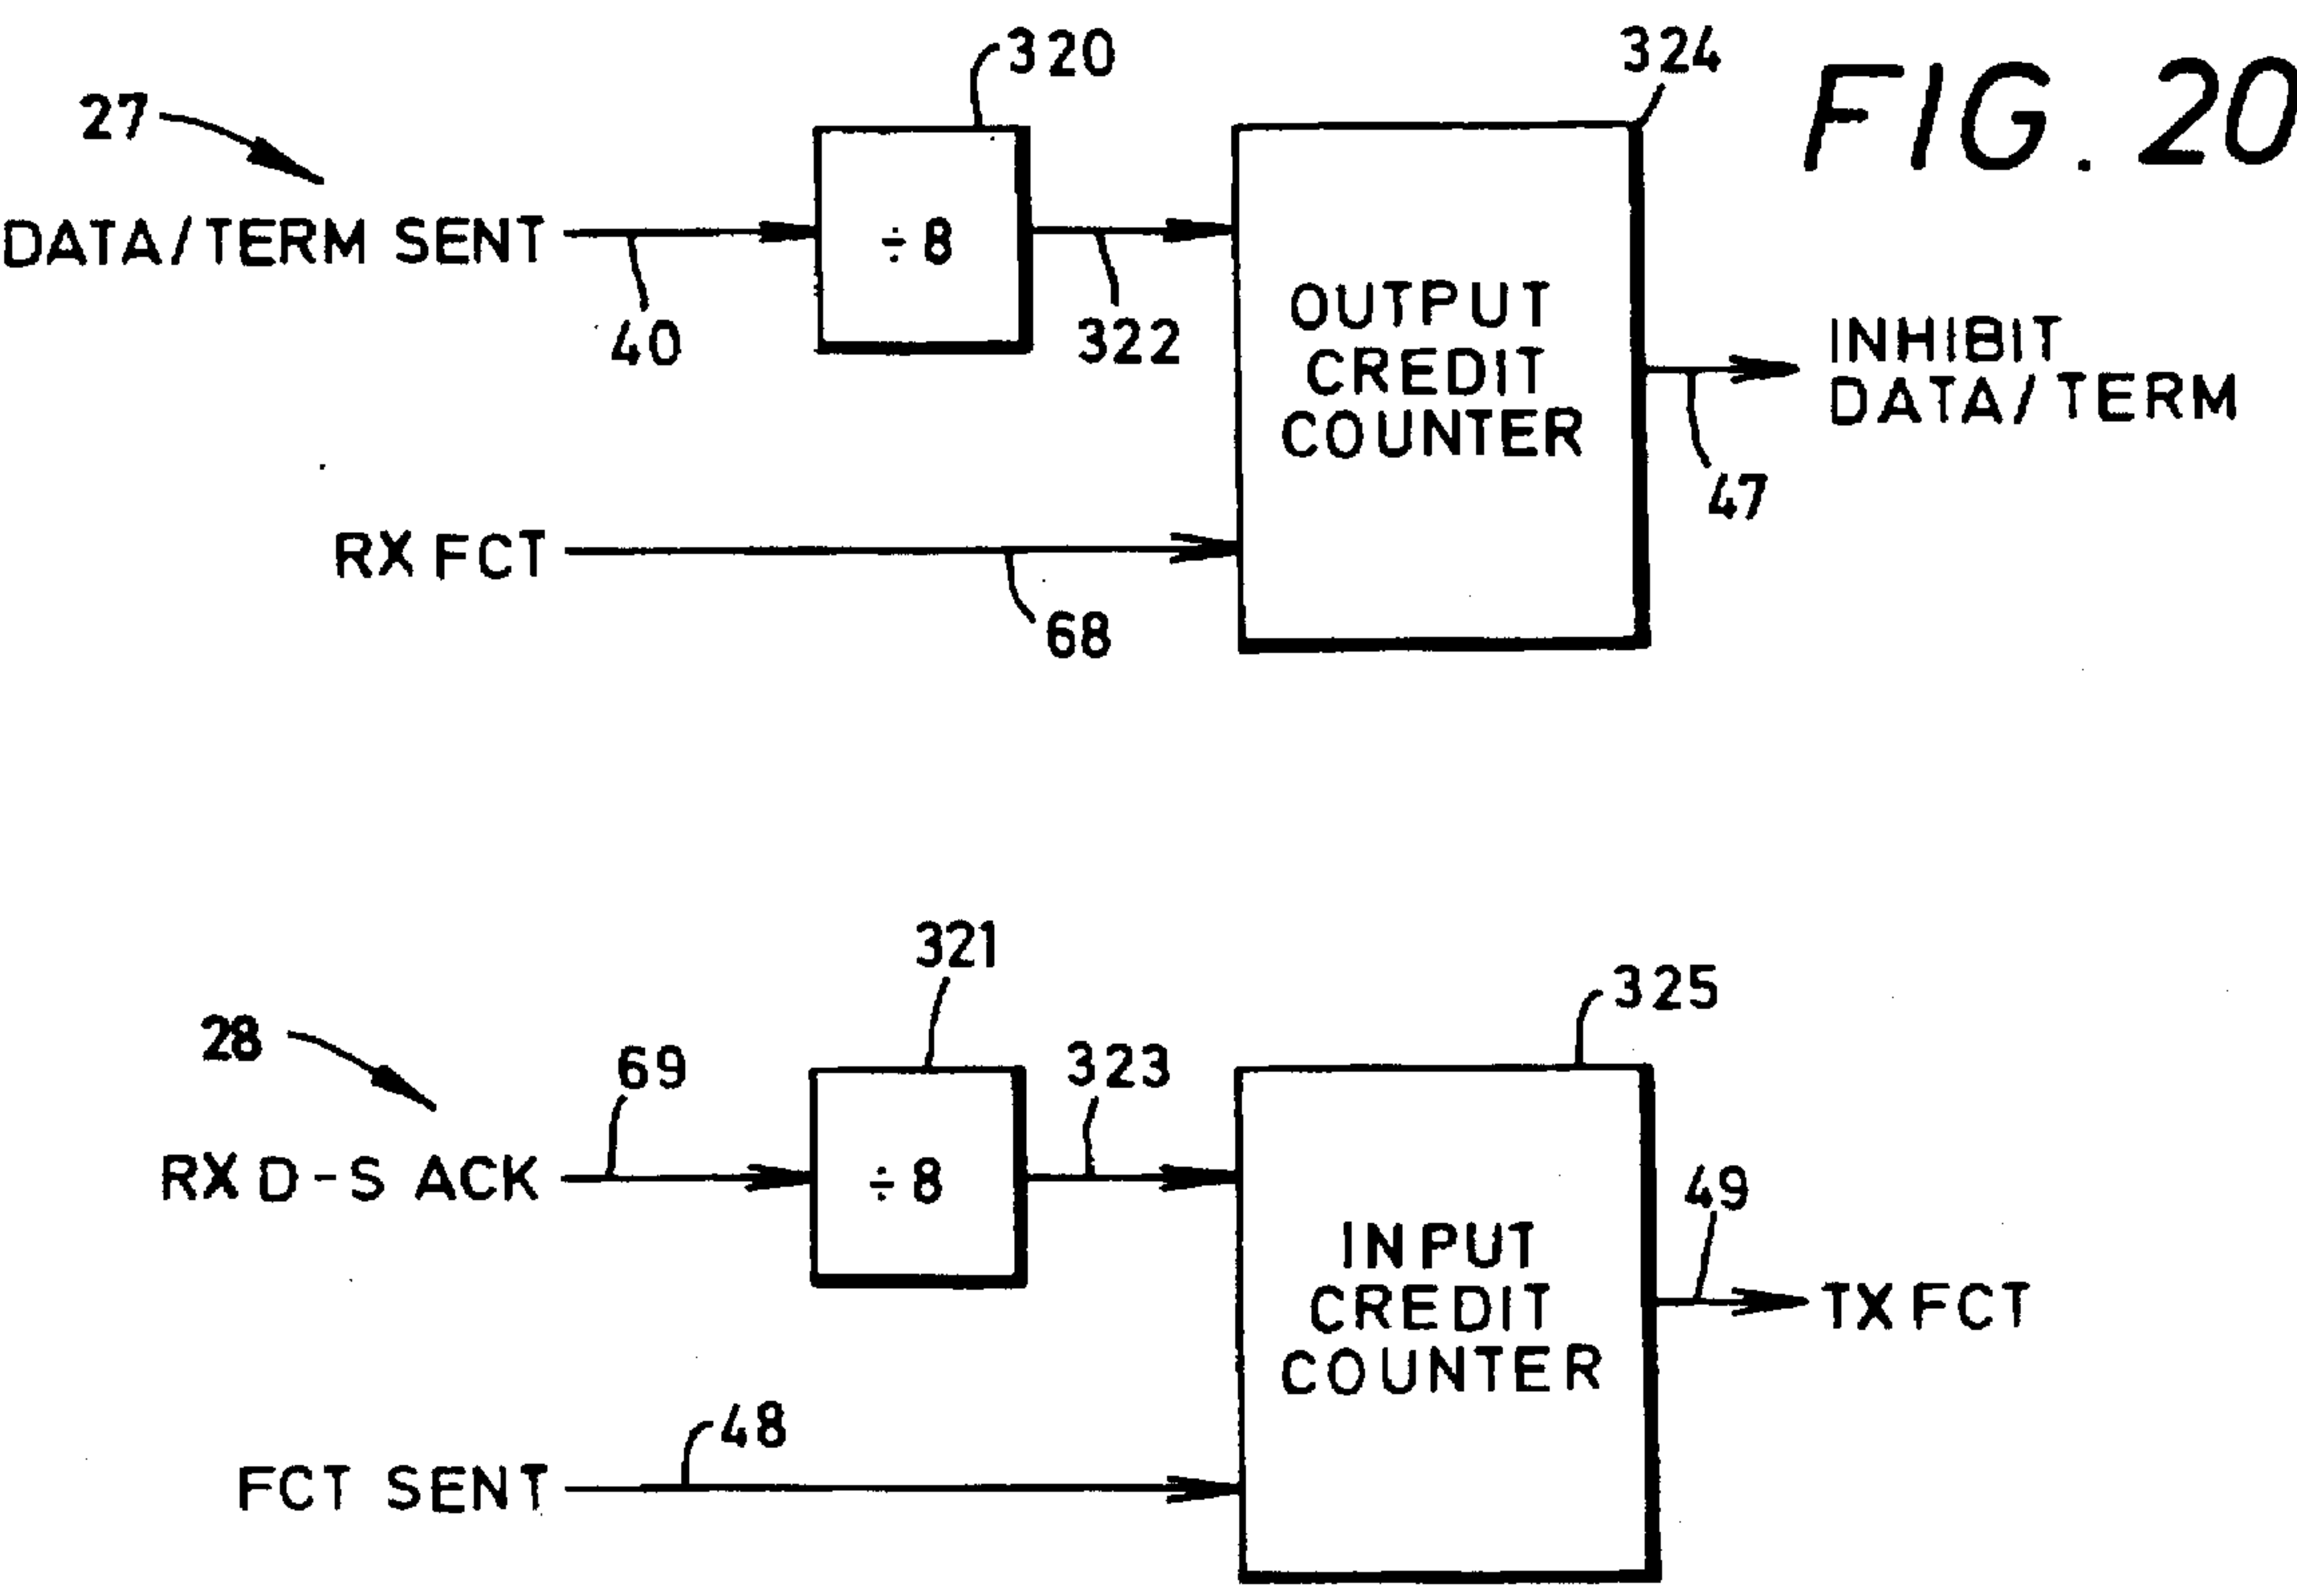 320
324
FIG. 20
27
DATA/TERM SENT
÷8
40
322
OUTPUT
CREDIT
COUNTER
INHIBIT
DATA/TERM
47
RX FCT
68
321
325
28
69
323
RX D-S ACK
÷8
49
INPUT
CREDIT
COUNTER
TX FCT
48
FCT SENT